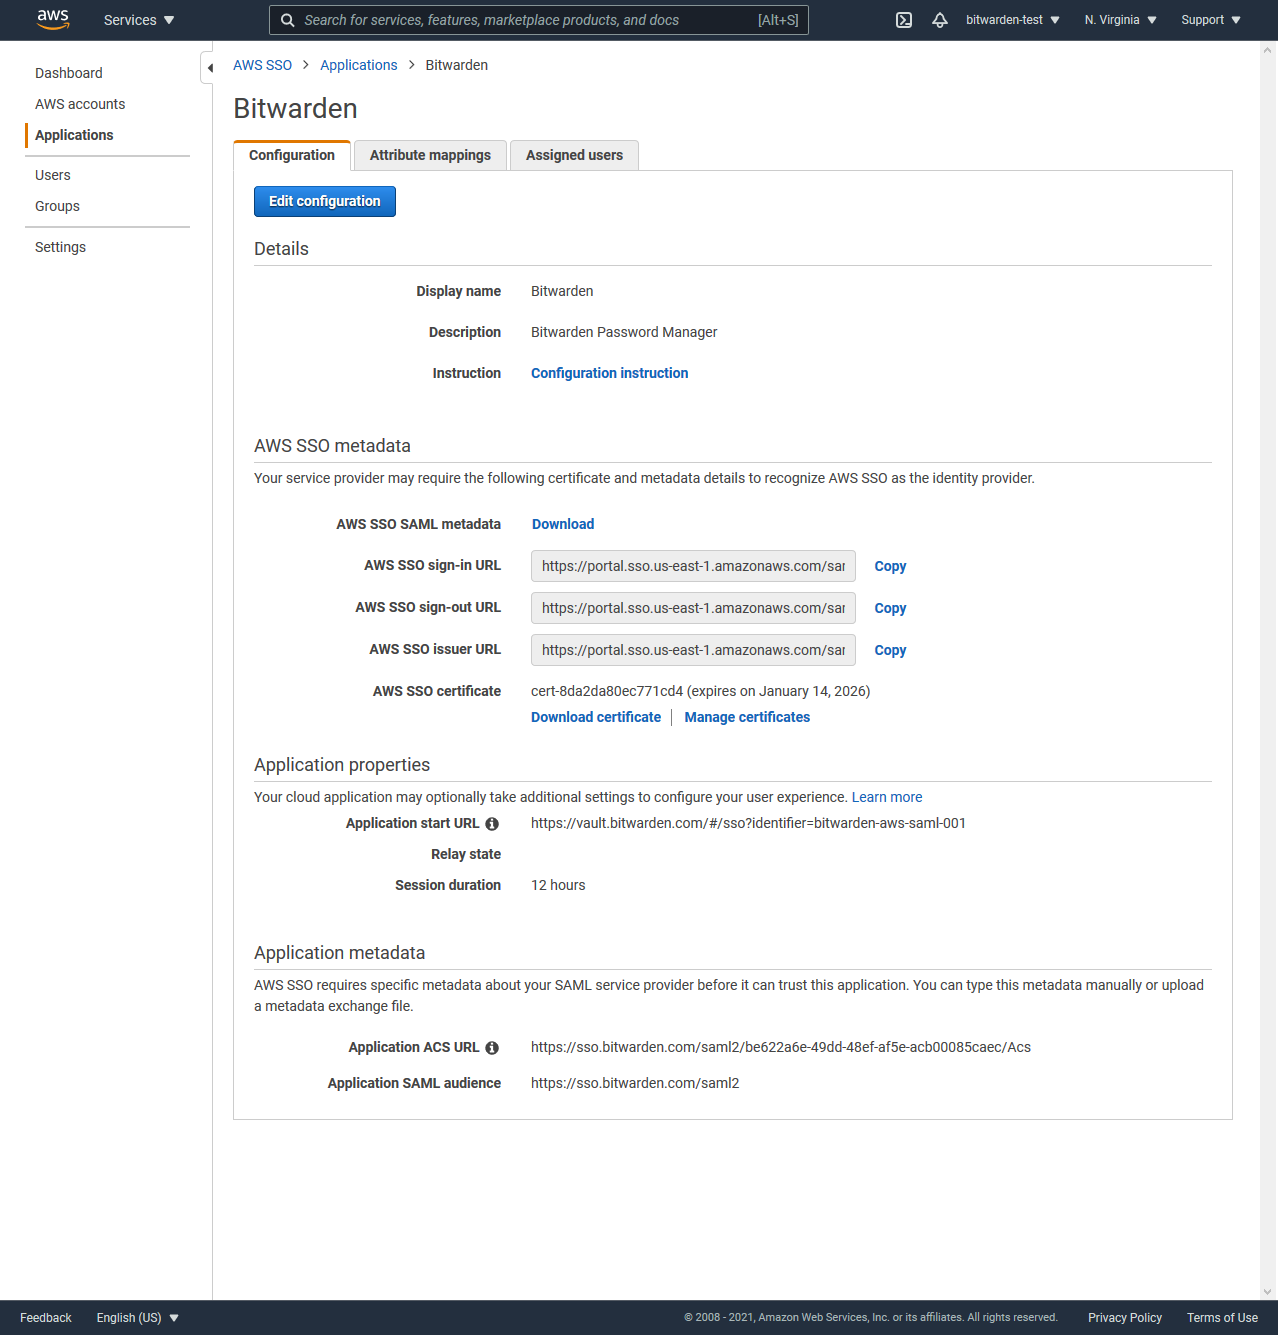 aws Services Search for services, features, marketplace products, and docs [Alt+S] bitwarden-test N. Virginia Support
Dashboard
AWS accounts
Applications
Users
Groups
Settings
AWS SSO > Applications > Bitwarden
Bitwarden
Configuration Attribute mappings Assigned users
Edit configuration
Details
Display name Bitwarden
Description Bitwarden Password Manager
Instruction Configuration instruction
AWS SSO metadata
Your service provider may require the following certificate and metadata details to recognize AWS SSO as the identity provider.
AWS SSO SAML metadata Download
AWS SSO sign-in URL https://portal.sso.us-east-1.amazonaws.com/sar Copy
AWS SSO sign-out URL https://portal.sso.us-east-1.amazonaws.com/sar Copy
AWS SSO issuer URL https://portal.sso.us-east-1.amazonaws.com/sar Copy
AWS SSO certificate cert-8da2da80ec771cd4 (expires on January 14, 2026)
Download certificate Manage certificates
Application properties
Your cloud application may optionally take additional settings to configure your user experience. Learn more
Application start URL https://vault.bitwarden.com/#/sso?identifier=bitwarden-aws-saml-001
Relay state
Session duration 12 hours
Application metadata
AWS SSO requires specific metadata about your SAML service provider before it can trust this application. You can type this metadata manually or upload
a metadata exchange file.
Application ACS URL https://sso.bitwarden.com/saml2/be622a6e-49dd-48ef-af5e-acb00085caec/Acs
Application SAML audience https://sso.bitwarden.com/saml2
Feedback English (US) © 2008 - 2021, Amazon Web Services, Inc. or its affiliates. All rights reserved. Privacy Policy Terms of Use